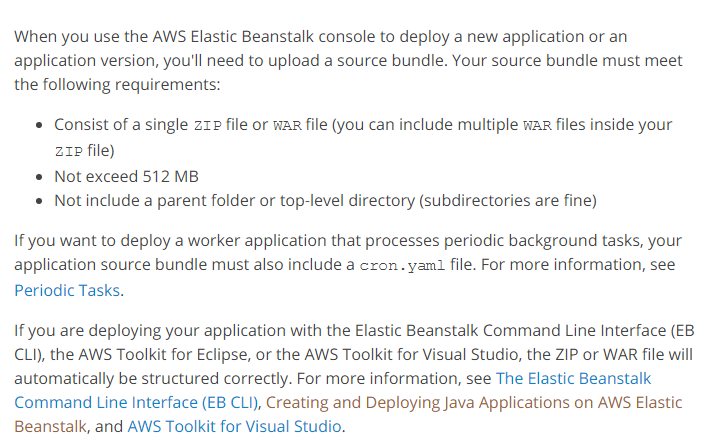 When you use the AWS Elastic Beanstalk console to deploy a new application or an
application version, you'll need to upload a source bundle. Your source bundle must meet
the following requirements:
• Consist of a single ZIP file or WAR file (you can include multiple WAR files inside your
ZIP file)
• Not exceed 512 MB
• Not include a parent folder or top-level directory (subdirectories are fine)
If you want to deploy a worker application that processes periodic background tasks, your
application source bundle must also include a cron.yaml file. For more information, see
Periodic Tasks.
If you are deploying your application with the Elastic Beanstalk Command Line Interface (EB
CLI), the AWS Toolkit for Eclipse, or the AWS Toolkit for Visual Studio, the ZIP or WAR file will
automatically be structured correctly. For more information, see The Elastic Beanstalk
Command Line Interface (EB CLI), Creating and Deploying Java Applications on AWS Elastic
Beanstalk, and AWS Toolkit for Visual Studio.